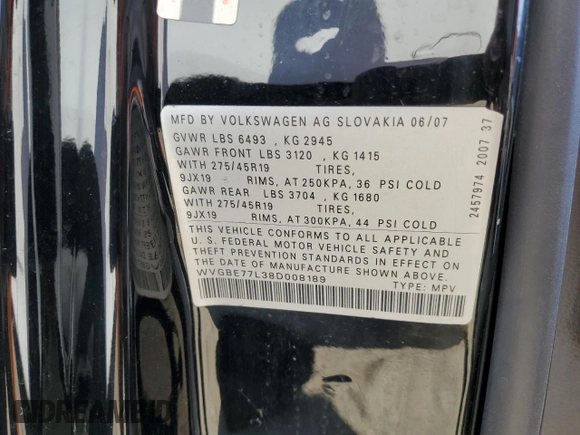 MFD BY VOLKSWAGEN AG SLOVAKIA 06/07
GVWR LBS 6493 , KG 2945
GAWR FRONT LBS 3120 , KG 1415
WITH 275/45R19 TIRES,
9JX19 RIMS, AT 250KPA, 36 PSI COLD
GAWR REAR LBS 3704 , KG 1680
WITH 275/45R19 TIRES,
9JX19 RIMS, AT 300KPA, 44 PSI COLD
THIS VEHICLE CONFORMS TO ALL APPLICABLE
U.S. FEDERAL MOTOR VEHICLE SAFETY AND
THEFT PREVENTION STANDARDS IN EFFECT ON
THE DATE OF MANUFACTURE SHOWN ABOVE.
WVGBE77L38D008189 TYPE: MPV
2457974 2007 37
DREAMBID